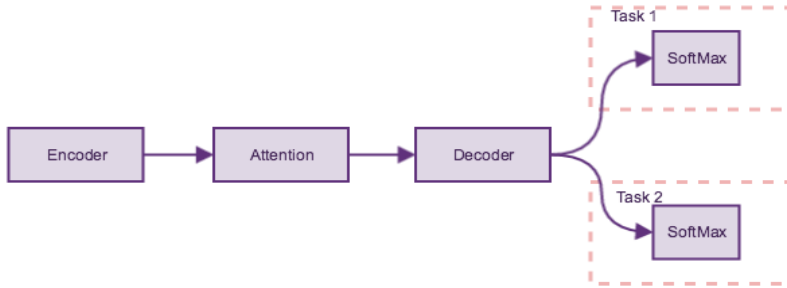 Task 1
SoftMax
Encoder
Attention
Decoder
Task 2
SoftMax